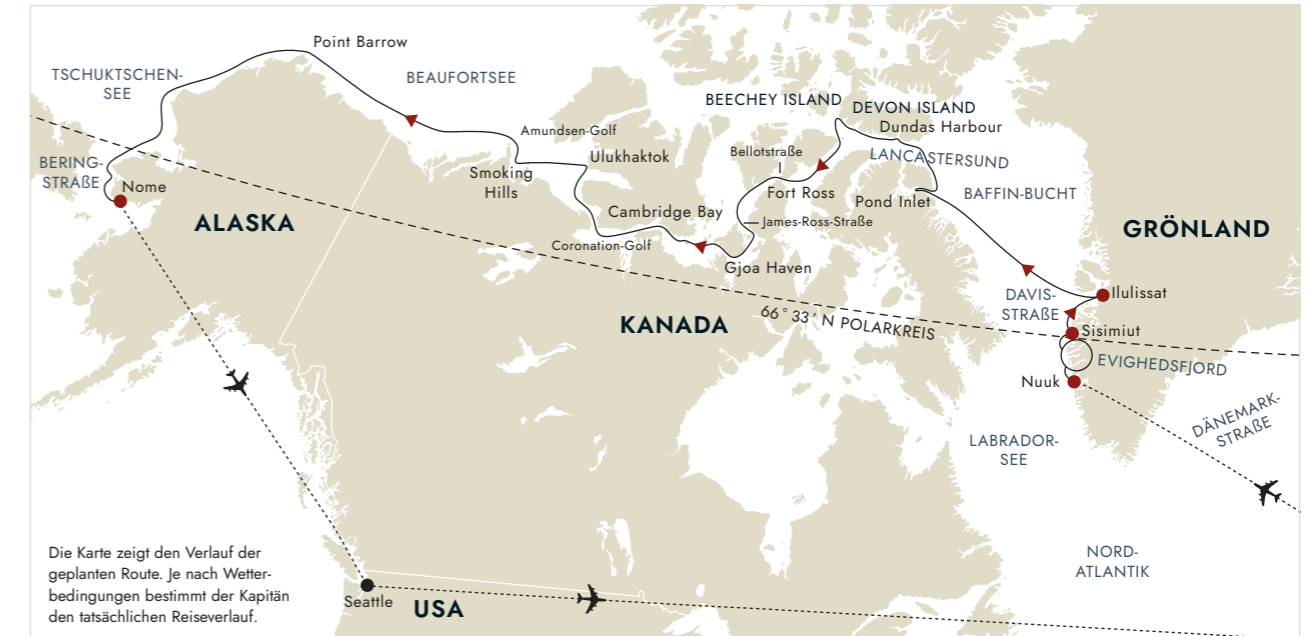 Point Barrow
TSCHUKTSCHEN-
SEE
BEAUFORTSEE
BEECHEY ISLAND
DEVON ISLAND
Dundas Harbour
Amundsen-Golf
Ulukhaktok
Bellotstraße
LANCASTERSUND
BERING-
STRAßE
Nome
Smoking
Hills
Fort Ross
Pond Inlet
BAFFIN-BUCHT
ALASKA
Cambridge Bay
James-Ross-Straße
GRÖNLAND
Coronation-Golf
Gjoa Haven
DAVIS-
STRAßE
Ilulissat
KANADA
66° 33' N POLARKREIS
Sisimiut
EVIGHEDSFJORD
Nuuk
DÄNEMARK-
STRAßE
LABRADOR-
SEE
NORD-
ATLANTIK
Die Karte zeigt den Verlauf der
geplanten Route. Je nach Wetter-
bedingungen bestimmt der Kapitän
den tatsächlichen Reiseverlauf.
Seattle
USA